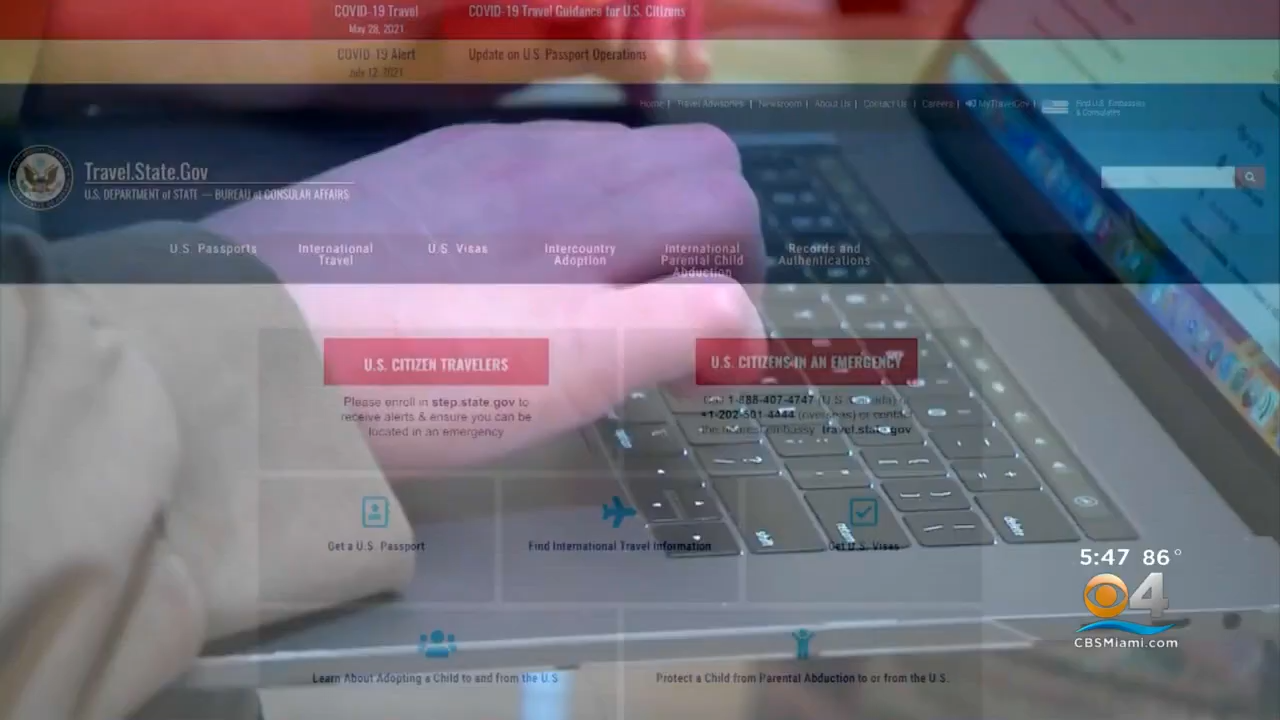 COVID-19 Travel
May 28, 2021
COVID-19 Travel Guidance for U.S. Citizens
COVID-19 Alert
July 12, 2021
Update on U.S. Passport Operations
Home | Travel Advisories | Newsroom | About Us | Contact Us | Careers | MyTravelGov |
Find U.S. Embassies
& Consulates
Travel.State.Gov
U.S. DEPARTMENT of STATE — BUREAU of CONSULAR AFFAIRS
U.S. Passports
International
Travel
U.S. Visas
Intercountry
Adoption
International
Parental Child
Abduction
Records and
Authentications
U.S. CITIZEN TRAVELERS
Please enroll in step.state.gov to
receive alerts & ensure you can be
located in an emergency
U.S. CITIZENS IN AN EMERGENCY
1-888-407-4747 (U.S.
+1-202-501-4444 (overseas) or contact
the nearest embassy travel.state.gov
Get a U.S. Passport
Find International Travel Information
Get U.S. Visas
Learn About Adopting a Child to and from the U.S.
Protect a Child from Parental Abduction to or from the U.S.
shift
return
delete
5:47 86°
4
CBSMiami.com